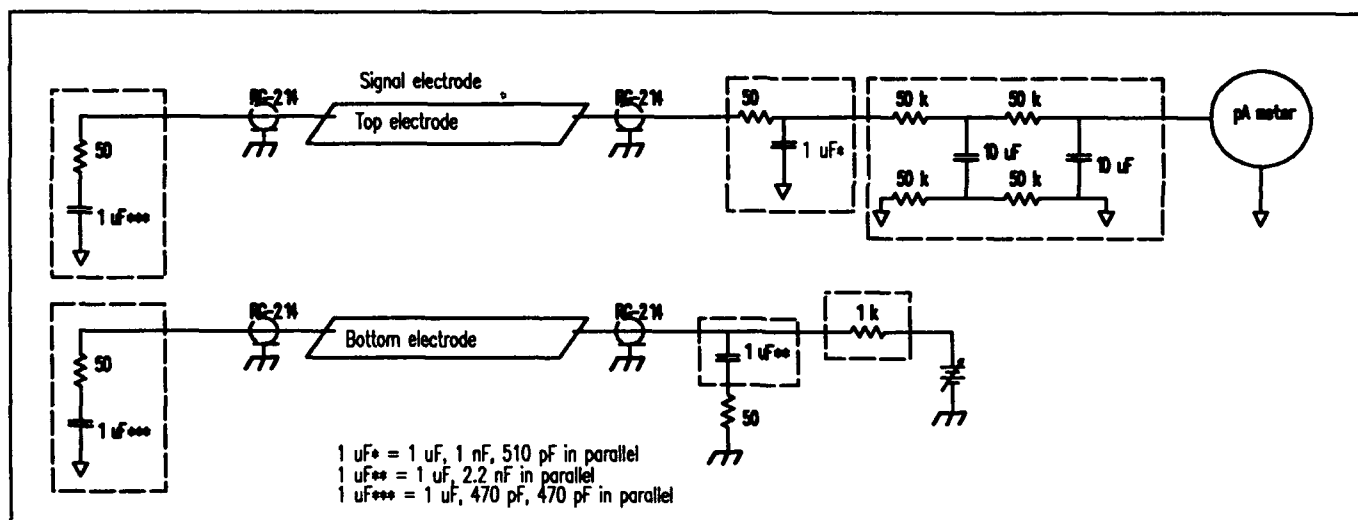 Signal electrode
RG-214
Top electrode
RG-214
50
1 uF***
50
1 uF*
50 k
50 k
10 uF
10 uF
50 k
50 k
pA meter
RG-214
Bottom electrode
RG-214
50
1 uF***
1 uF**
50
1 k
1 uF* = 1 uF, 1 nF, 510 pF in parallel
1 uF** = 1 uF, 2.2 nF in parallel
1 uF*** = 1 uF, 470 pF, 470 pF in parallel